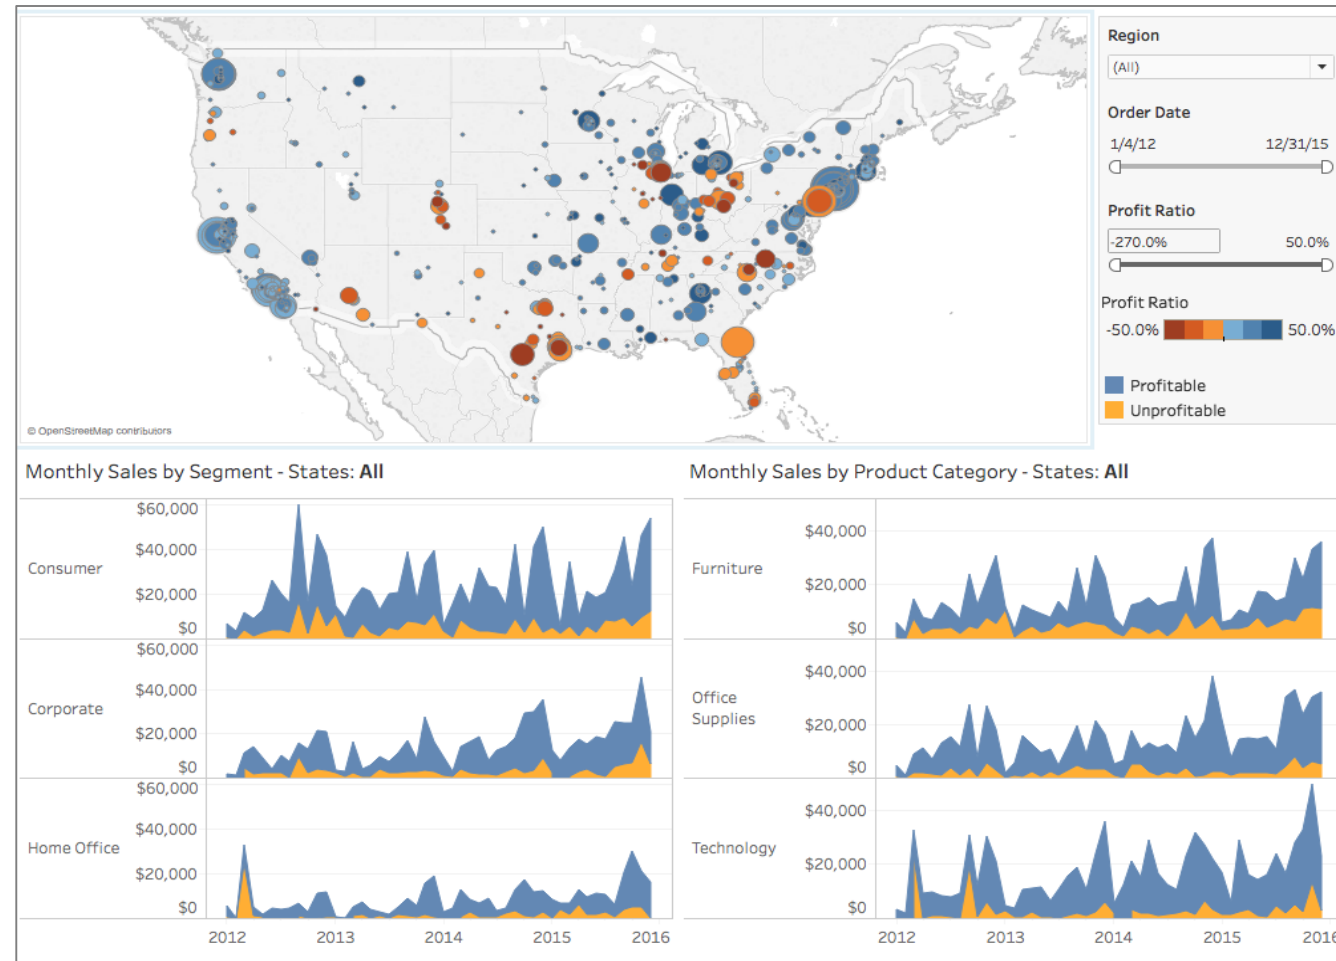 Region
(All)
Order Date
1/4/12 12/31/15
Profit Ratio
-270.0% 50.0%
Profit Ratio
-50.0% 50.0%
Profitable
Unprofitable
© OpenStreetMap contributors
Monthly Sales by Segment - States: All
$60,000
$40,000
Consumer
$20,000
$0
$60,000
$40,000
Corporate
$20,000
$0
$60,000
$40,000
Home Office
$20,000
$0
2012 2013 2014 2015 2016
Monthly Sales by Product Category - States: All
$40,000
Furniture
$20,000
$0
$40,000
Office
Supplies
$20,000
$0
$40,000
Technology
$20,000
$0
2012 2013 2014 2015 2016